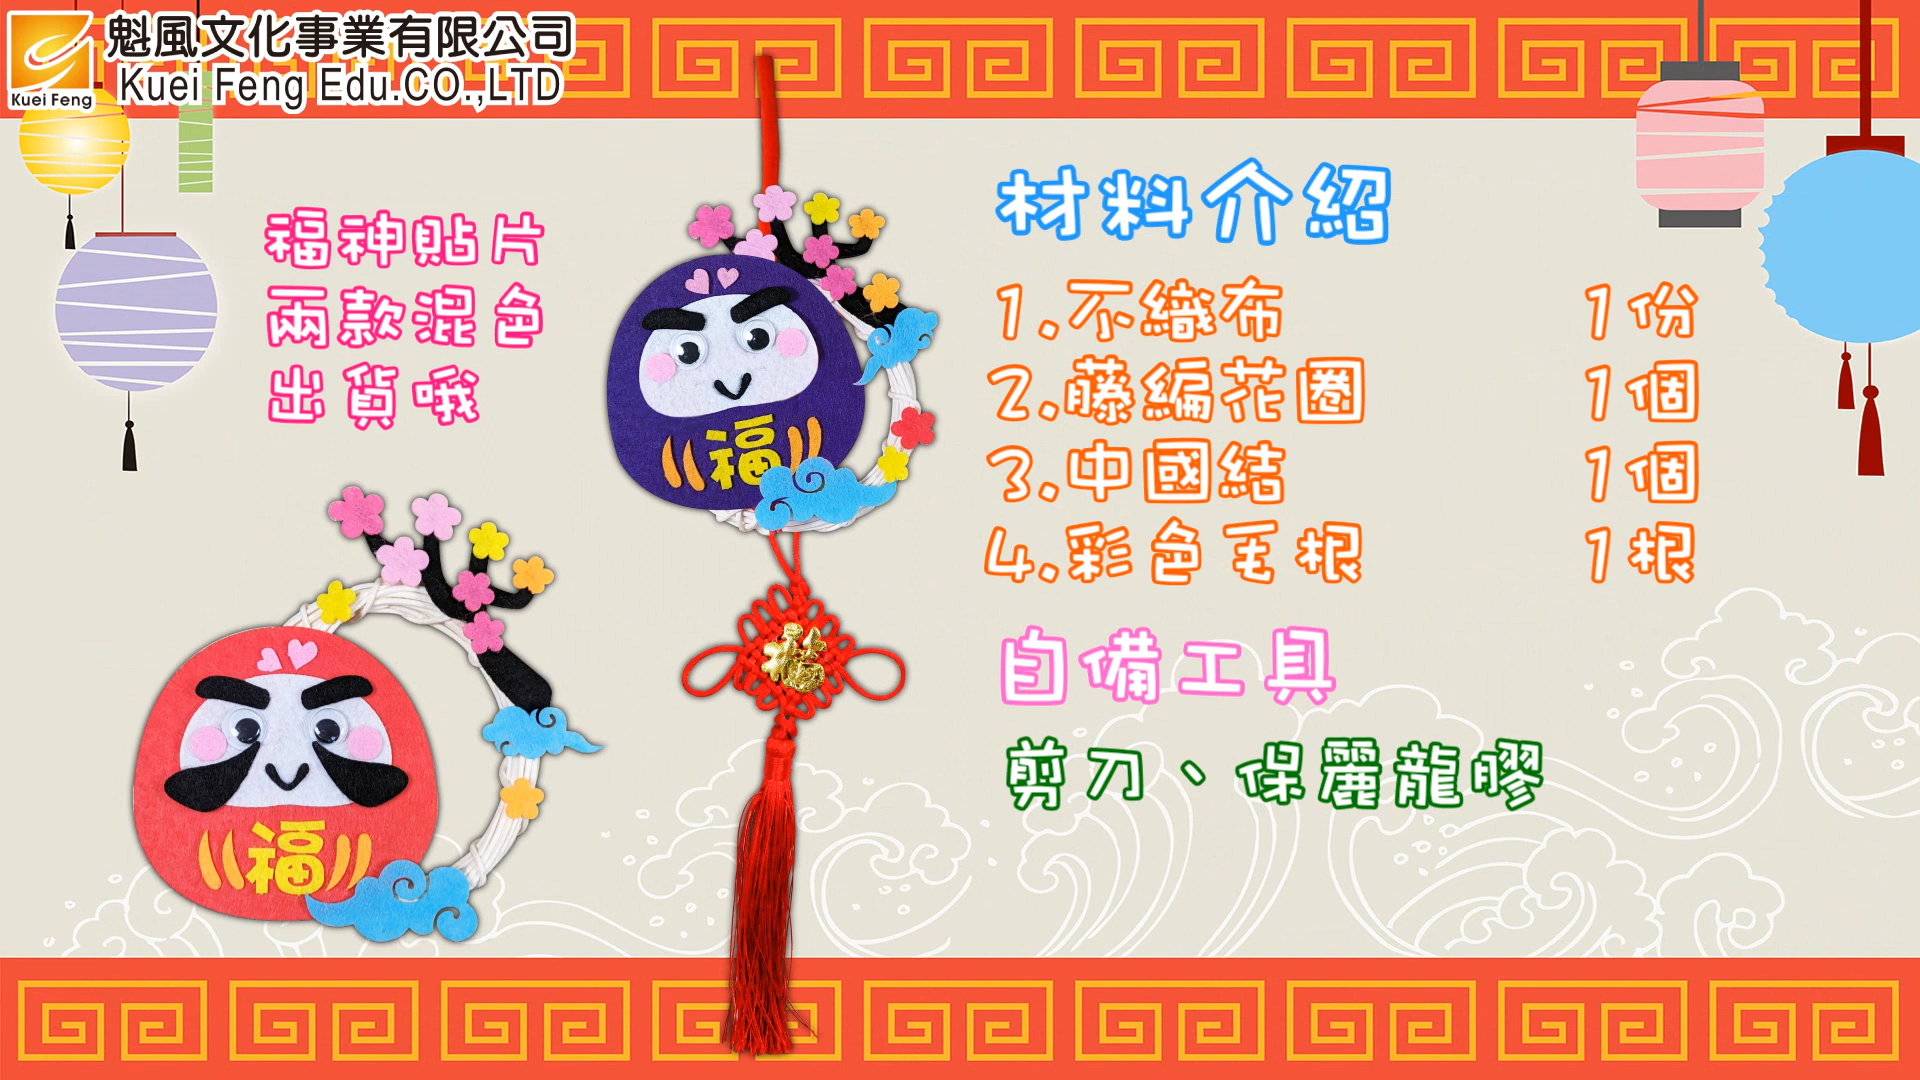 魁風文化事業有限公司
Kuei Feng Edu.CO.,LTD
Kuei Feng
福神貼片
兩款混色
出貨哦
材料介紹
1.不織布 1份
2.藤編花圈 1個
3.中國結 1個
4.彩色毛根 1根
自備工具
剪刀、保麗龍膠
福
福
福